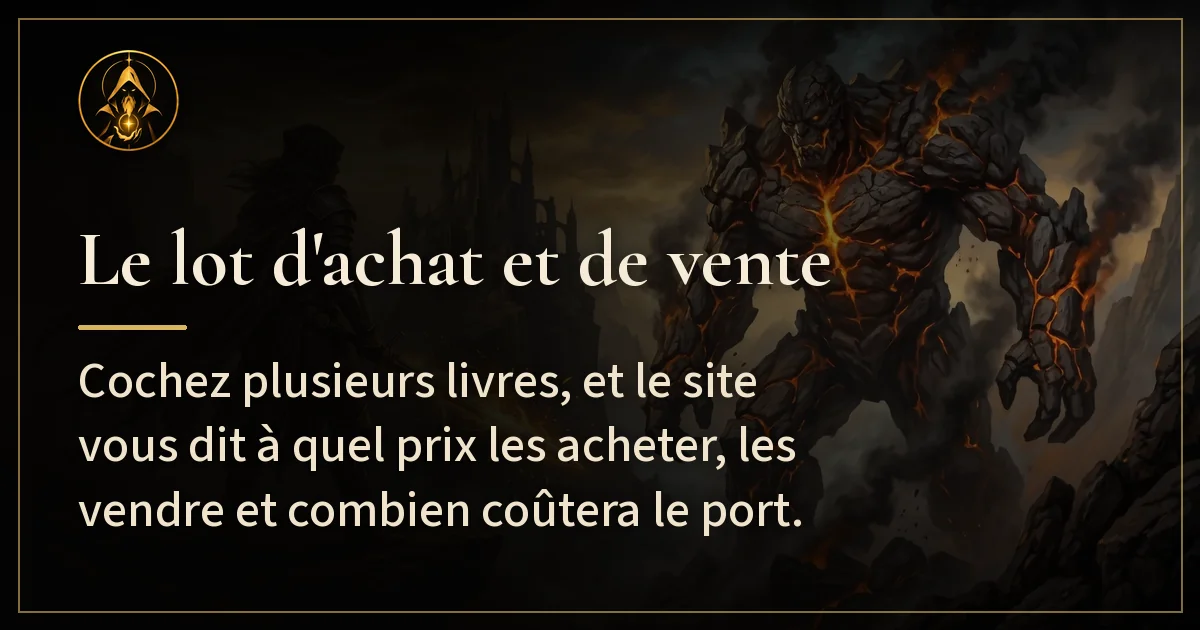 Le lot d'achat et de vente
Cochez plusieurs livres, et le site
vous dit à quel prix les acheter, les
vendre et combien coûtera le port.